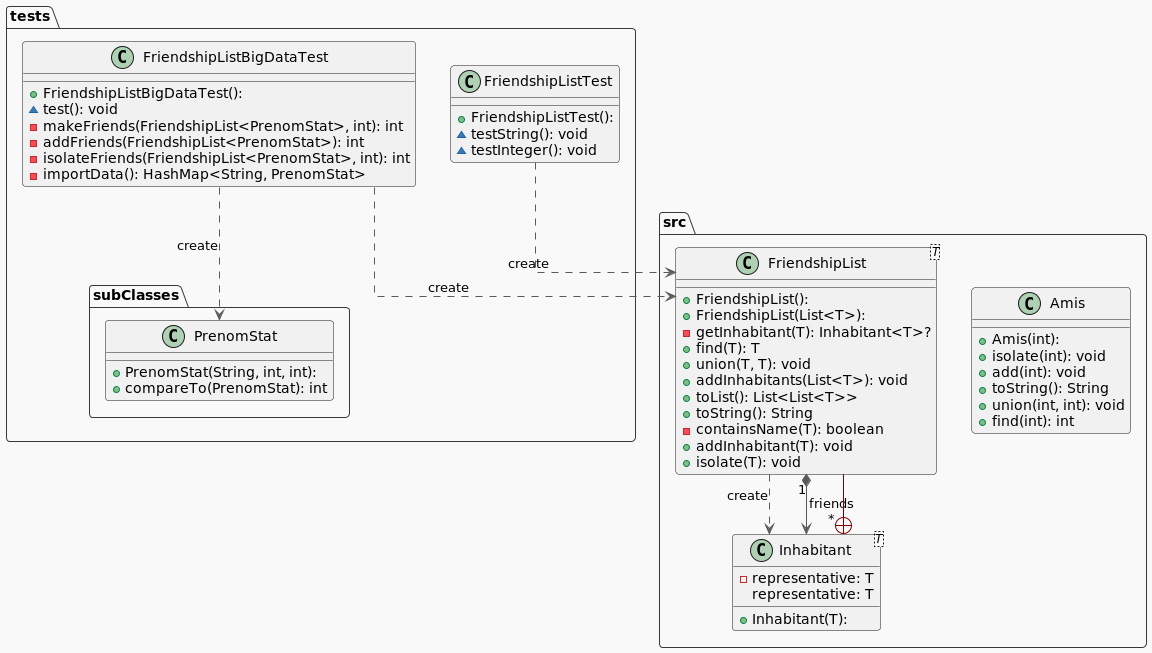 tests
C FriendshipListBigDataTest
FriendshipListBigDataTest():
test(): void
makeFriends(FriendshipList<PrenomStat>, int): int
addFriends(FriendshipList<PrenomStat>): int
isolateFriends(FriendshipList<PrenomStat>, int): int
importData(): HashMap<String, PrenomStat>
C FriendshipListTest
FriendshipListTest():
testString(): void
testInteger(): void
create
create
create
subClasses
C PrenomStat
PrenomStat(String, int, int):
compareTo(PrenomStat): int
src
C FriendshipList
T
FriendshipList():
FriendshipList(List<T>):
getInhabitant(T): Inhabitant<T>?
find(T): T
union(T, T): void
addInhabitants(List<T>): void
toList(): List<List<T>>
toString(): String
containsName(T): boolean
addInhabitant(T): void
isolate(T): void
C Amis
Amis(int):
isolate(int): void
add(int): void
toString(): String
union(int, int): void
find(int): int
create
1
friends
*
C Inhabitant
T
representative: T
representative: T
Inhabitant(T):